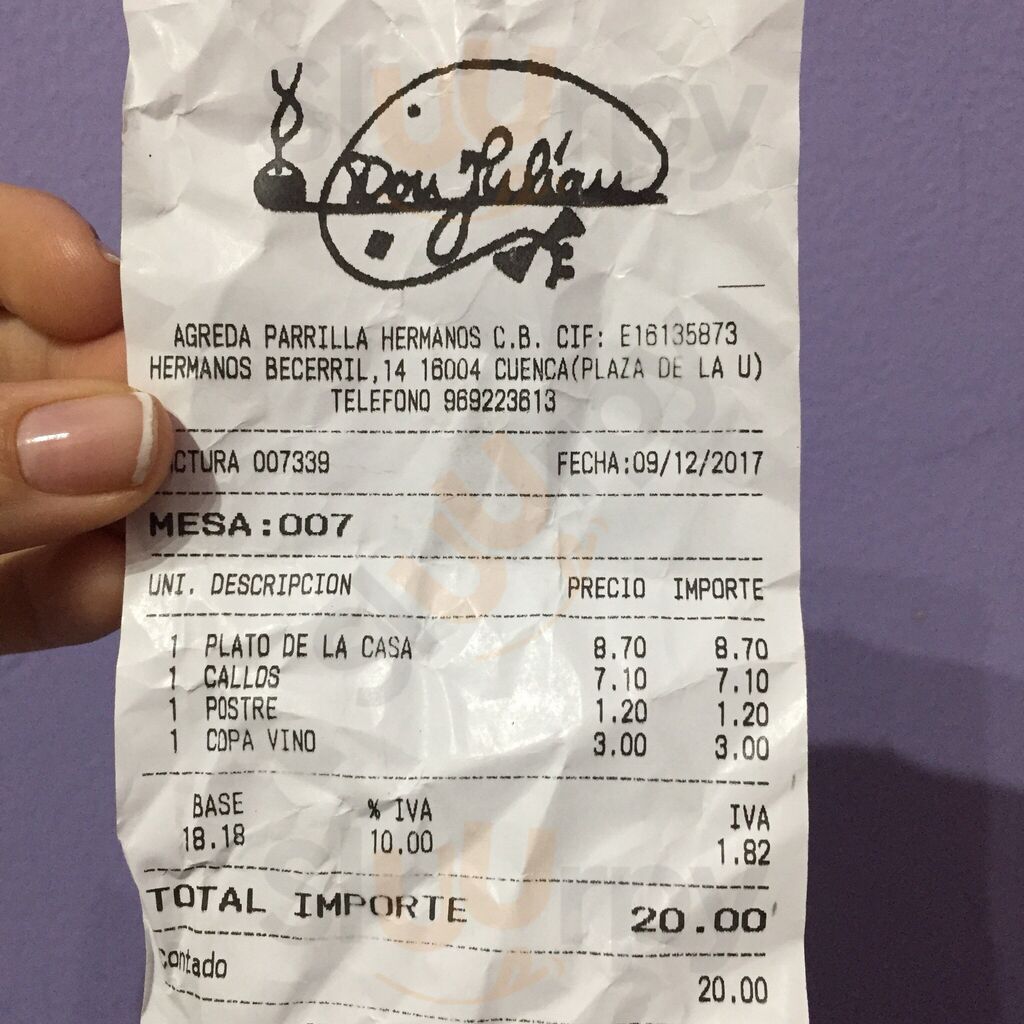 Don Julián
AGREDA PARRILLA HERMANOS C.B. CIF: E16135873
HERMANOS BECERRIL,14 16004 CUENCA(PLAZA DE LA U)
TELEFONO 969223613
CTURA 007339 FECHA:09/12/2017
MESA:007
UNI. DESCRIPCION PRECIO IMPORTE
1 PLATO DE LA CASA 8.70 8.70
1 CALLOS 7.10 7.10
1 POSTRE 1.20 1.20
1 COPA VINO 3.00 3.00
BASE % IVA IVA
18.18 10.00 1.82
TOTAL IMPORTE 20.00
contado 20.00